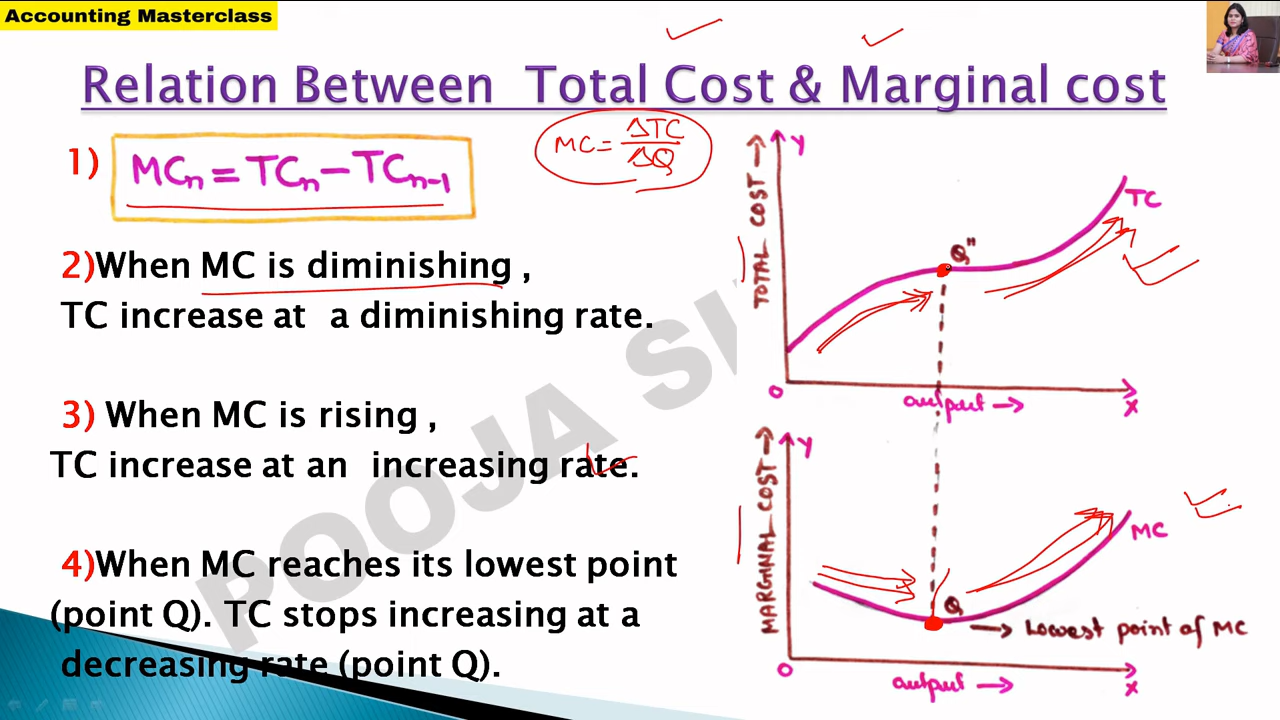 Accounting Masterclass
Relation Between Total Cost & Marginal cost
1) MCn = TCn – TCn-1
MC = ΔTC/ΔQ
2)When MC is diminishing ,
TC increase at a diminishing rate.
3) When MC is rising ,
TC increase at an increasing rate.
4)When MC reaches its lowest point
(point Q). TC stops increasing at a
decreasing rate (point Q).
POOJA
Y
TOTAL COST →
TC
Q"
O
output →
X
Y
MARGINAL COST →
MC
Q
→ Lowest point of MC
O
output →
X